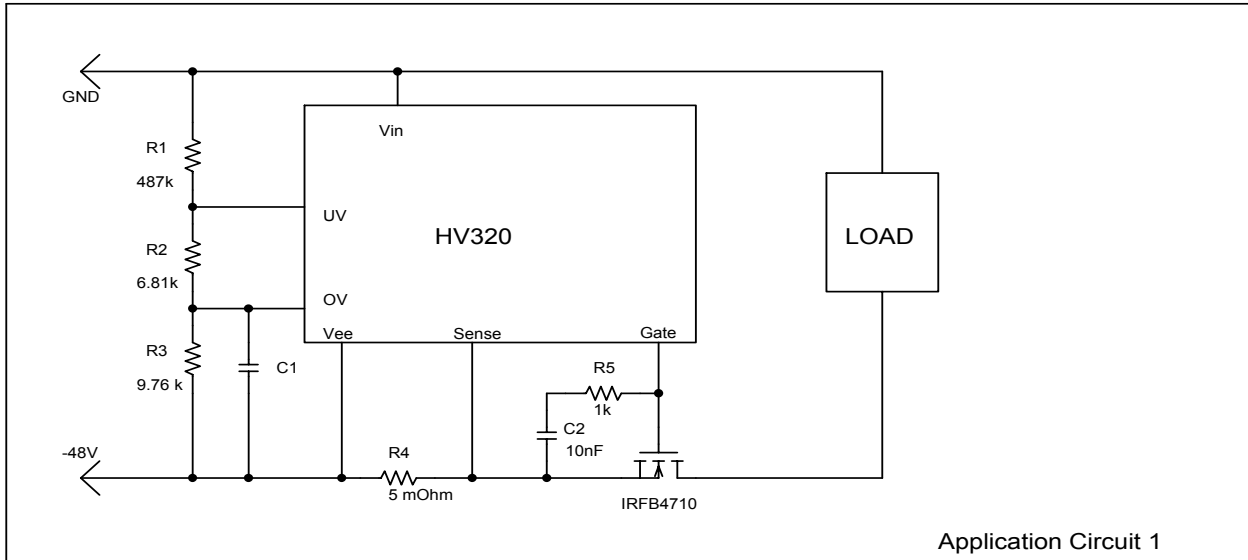 GND
Vin
R1
487k
UV
HV320
LOAD
R2
6.81k
OV
Vee
Sense
Gate
R3
9.76 k
C1
R5
1k
C2
10nF
-48V
R4
5 mOhm
IRFB4710
Application Circuit 1